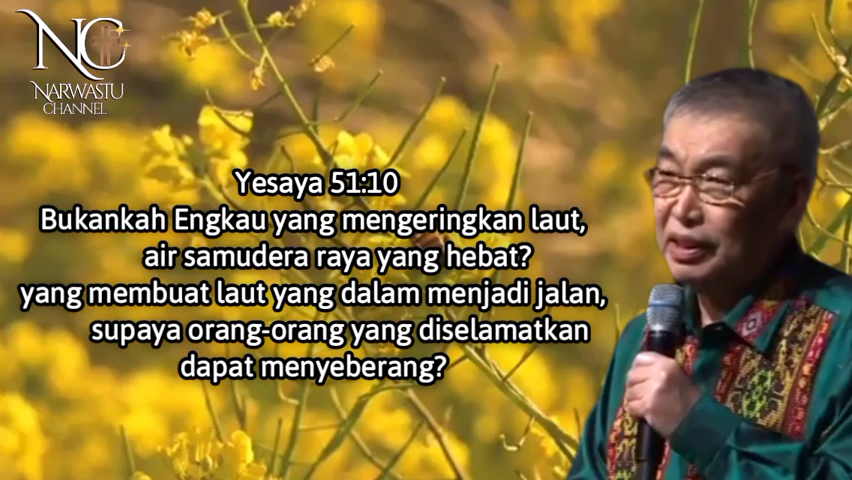 NC
NARWASTU
CHANNEL
Yesaya 51:10
Bukankah Engkau yang mengeringkan laut,
air samudera raya yang hebat?
yang membuat laut yang dalam menjadi jalan,
supaya orang-orang yang diselamatkan
dapat menyeberang?